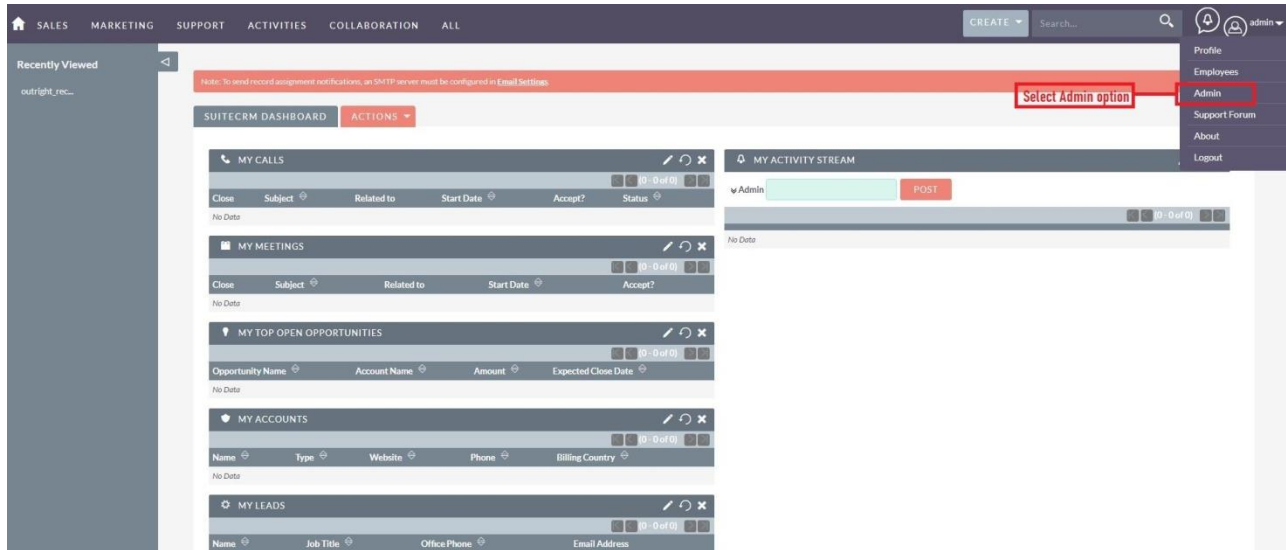 SALES MARKETING SUPPORT ACTIVITIES COLLABORATION ALL CREATE Search... admin
Profile
Employees
Admin
Support Forum
About
Logout
Select Admin option
Recently Viewed
outright_rec...
Note: To send record assignment notifications, an SMTP server must be configured in Email Settings.
SUITECRM DASHBOARD ACTIONS
MY CALLS
(0 - 0 of 0)
Close Subject Related to Start Date Accept? Status
No Data
MY MEETINGS
(0 - 0 of 0)
Close Subject Related to Start Date Accept?
No Data
MY TOP OPEN OPPORTUNITIES
(0 - 0 of 0)
Opportunity Name Account Name Amount Expected Close Date
No Data
MY ACCOUNTS
(0 - 0 of 0)
Name Type Website Phone Billing Country
No Data
MY LEADS
(0 - 0 of 0)
Name Job Title Office Phone Email Address
MY ACTIVITY STREAM
Admin POST
(0 - 0 of 0)
No Data